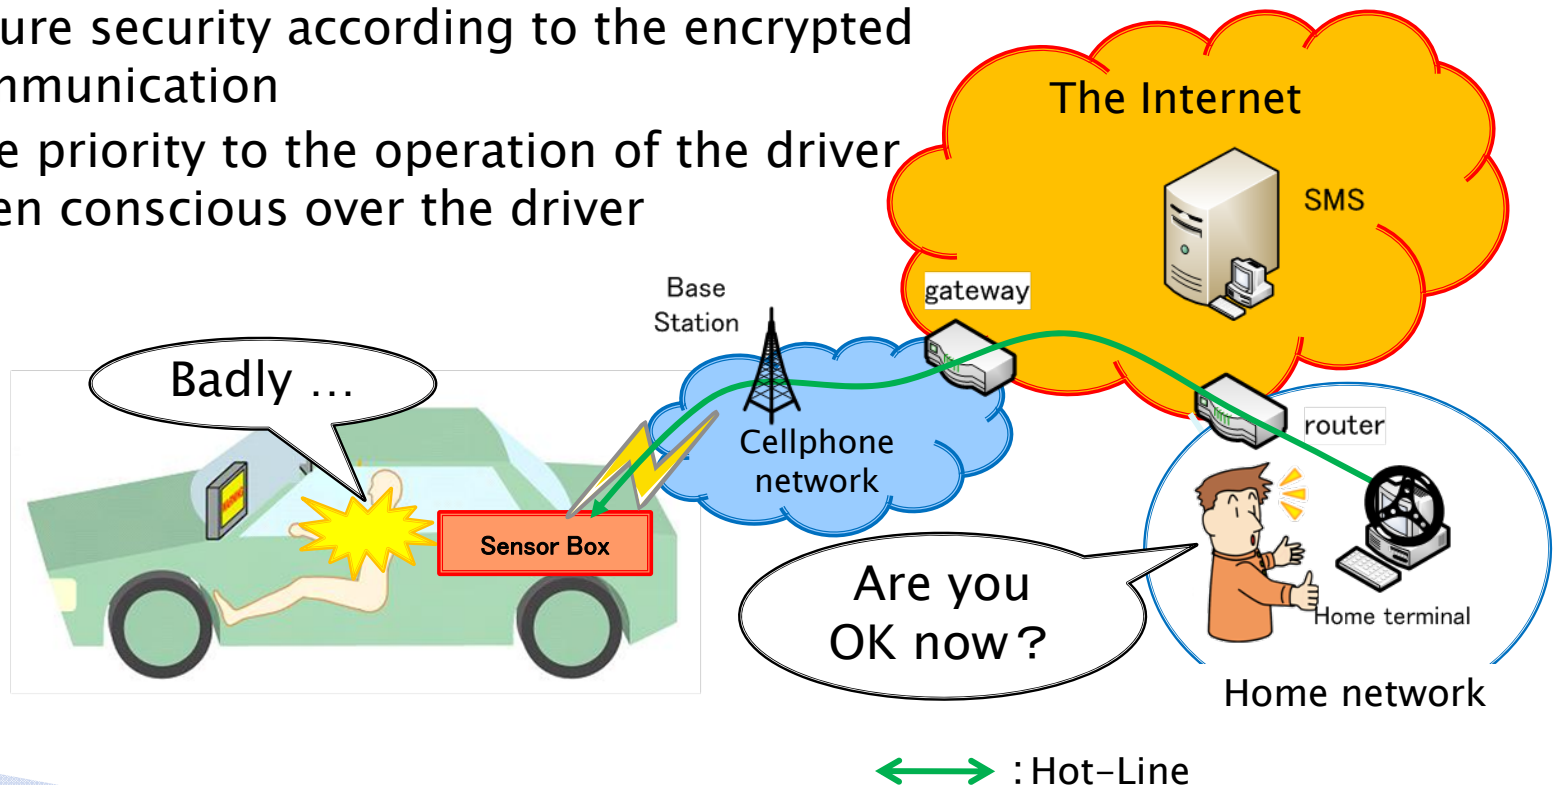 ure security according to the encrypted
mmunication
e priority to the operation of the driver
en conscious over the driver
The Internet
SMS
Base
Station
gateway
Badly …
Cellphone
network
router
WARNING
Sensor Box
Are you
OK now？
Home terminal
Home network
：Hot-Line